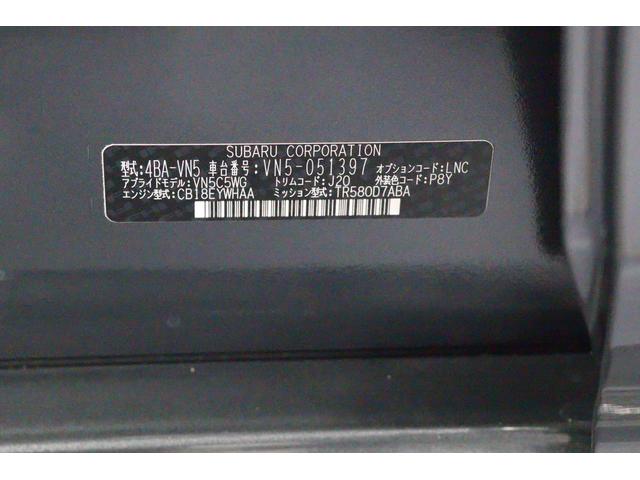 SUBARU CORPORATION
型式:4BA-VN5 車台番号:VN5-051397 オプションコード:LNC
アプライドモデル:VN5C5WG トリムコード:J20 外装色コード:P8Y
エンジン型式:CB18EYWHAA ミッション型式:TR580D7ABA